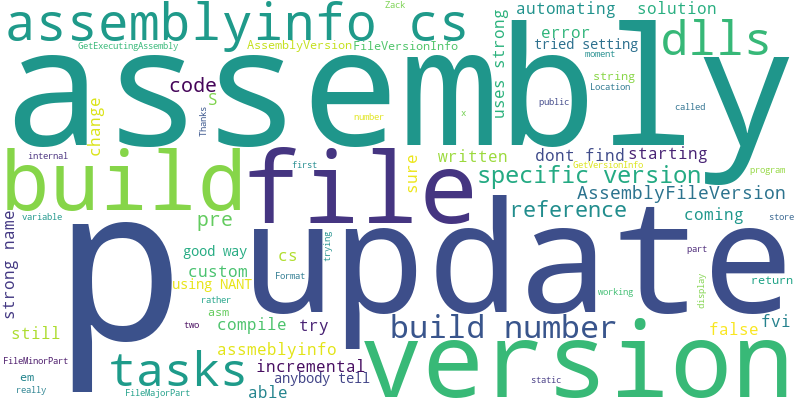 Zack
assemblyinfo cs
automating
solution
GetExecutingAssembly
AssemblyVersion
FileVersionInfo
error
dlls
tried setting
moment
uses strong
assembly
code
string
Location
S
change
Thanks
number
x
public
called
internal
build
file
first
sure
written
dont find
starting
GetVersionInfo
program
specific version
AssemblyFileVersion
strong name
variable
pre
p
update
reference
coming
store
good way
cs
trying
part
custom
Format
using NANT
return
rather
display
working
asm
two
compile
try
build number
fvi
still
false
assmeblyinfo
version
FileMinorPart
tasks
incremental
em
anybody tell
static
really
FileMajorPart
able